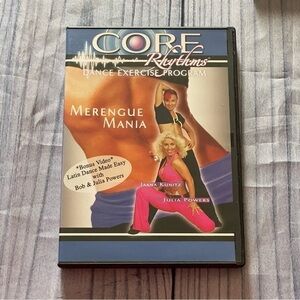 CORE
Rhythms
DANCE EXERCISE PROGRAM
MERENGUE
MANIA
*Bonus Video*
Latin Dance Made Easy
with
Bob & Julia Powers
JAANA KUNITZ
JULIA POWERS